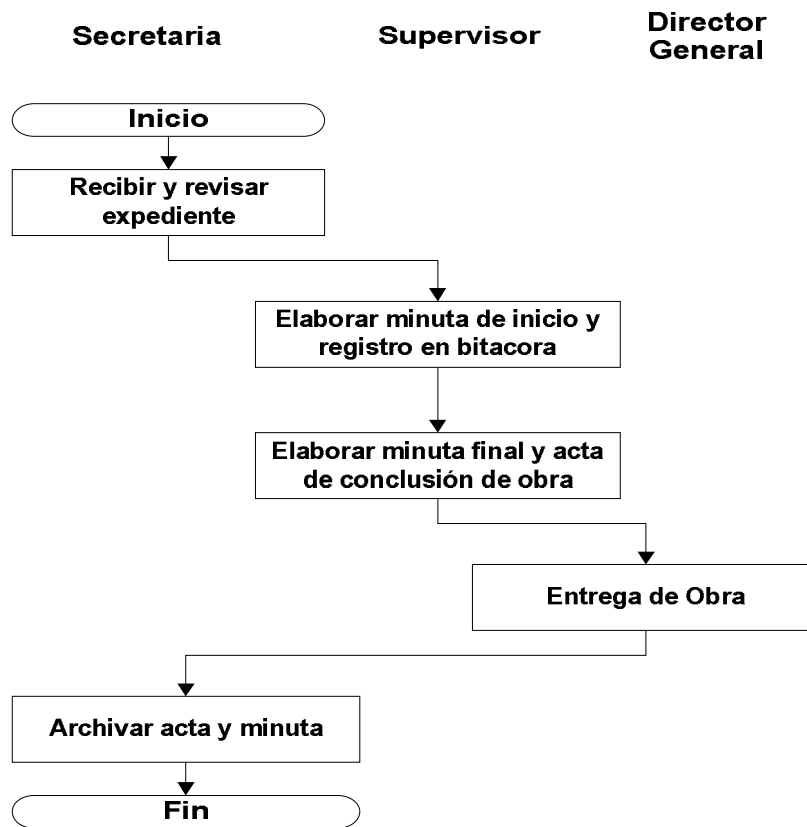 Secretaria
Supervisor
Director
General
Inicio
Recibir y revisar
expediente
Elaborar minuta de inicio y
registro en bitacora
Elaborar minuta final y acta
de conclusión de obra
Entrega de Obra
Archivar acta y minuta
Fin